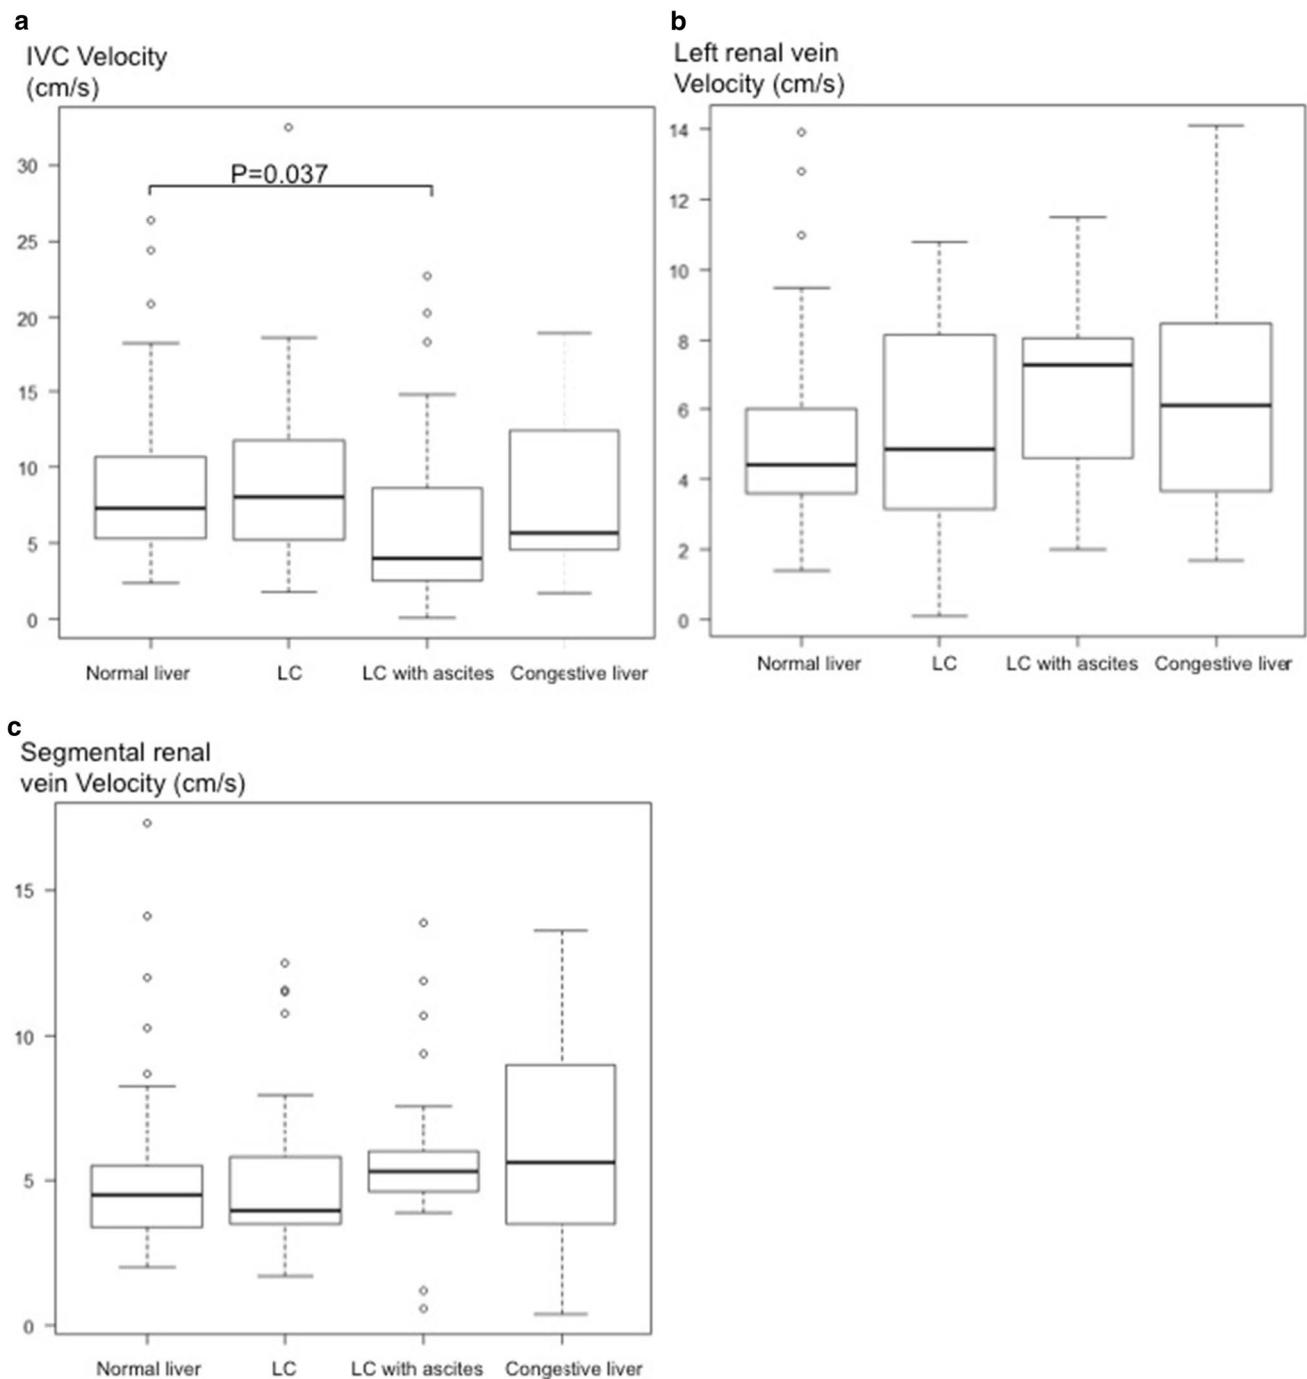 a
IVC Velocity
(cm/s)
P=0.037
30
25
20
15
10
5
0
Normal liver LC LC with ascites Congestive liver
b
Left renal vein
Velocity (cm/s)
14
12
10
8
6
4
2
0
Normal liver LC LC with ascites Congestive liver
c
Segmental renal
vein Velocity (cm/s)
15
10
5
0
Normal liver LC LC with ascites Congestive liver